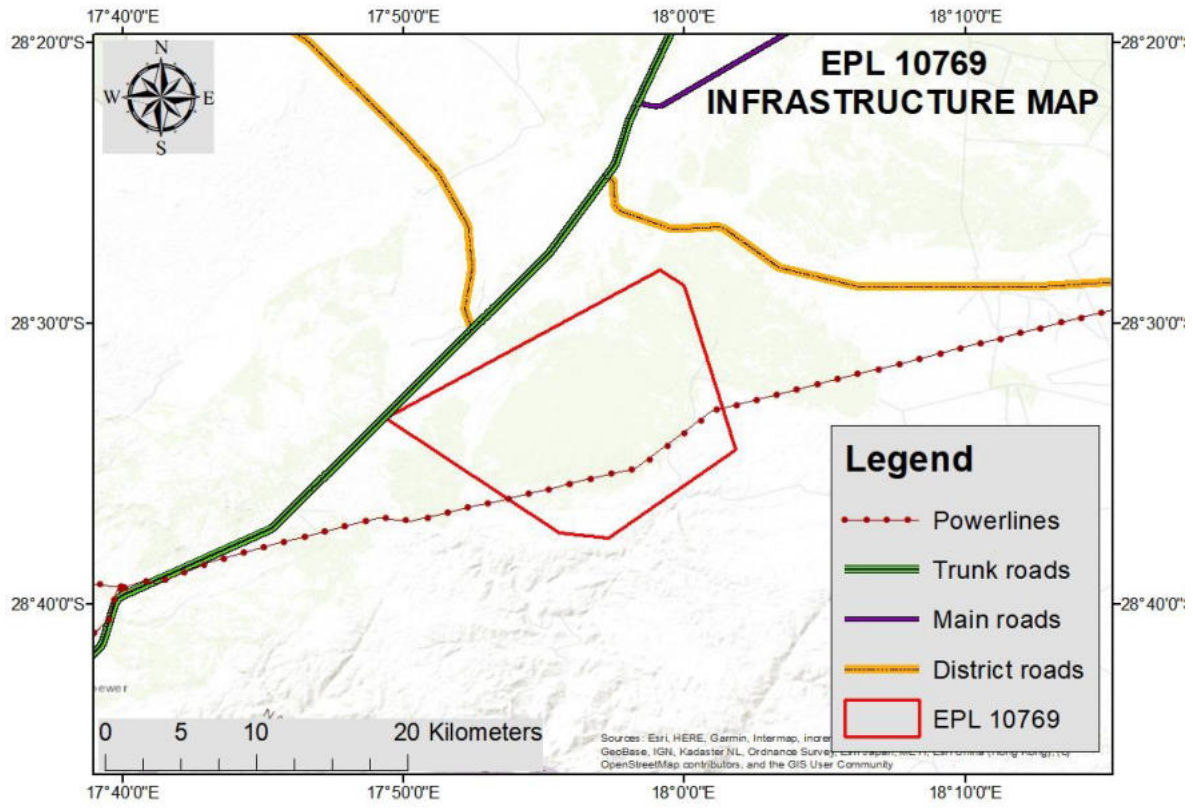 17°40'0"E 17°50'0"E 18°0'0"E 18°10'0"E
28°20'0"S 28°20'0"S
N
W E
S
EPL 10769
INFRASTRUCTURE MAP
28°30'0"S 28°30'0"S
Legend
Powerlines
Trunk roads
28°40'0"S 28°40'0"S
Main roads
District roads
EPL 10769
0 5 10 20 Kilometers
Sources: Esri, HERE, Garmin, Intermap,
GeoBase, IGN, Kadaster NL, Ordnance Survey,
OpenStreetMap contributors, and the GIS User Community
17°40'0"E 17°50'0"E 18°0'0"E 18°10'0"E